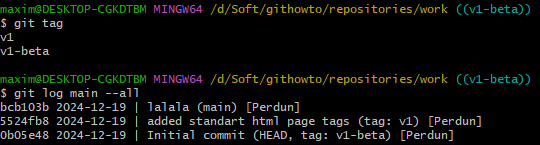 maxim@DESKTOP-CGKDTBM MINGW64 /d/Soft/githowto/repositories/work ((v1-beta))
$ git tag
v1
v1-beta
maxim@DESKTOP-CGKDTBM MINGW64 /d/Soft/githowto/repositories/work ((v1-beta))
$ git log main --all
bcb103b 2024-12-19 | lalala (main) [Perdun]
5524fb8 2024-12-19 | added standart html page tags (tag: v1) [Perdun]
0b05e48 2024-12-19 | Initial commit (HEAD, tag: v1-beta) [Perdun]